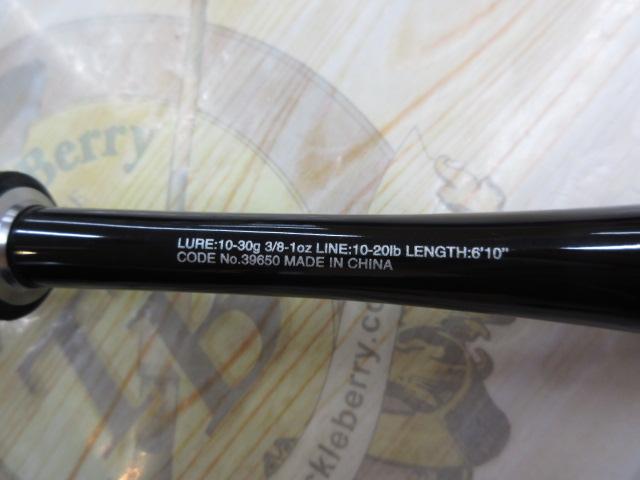 Berry
LURE:10-30g 3/8-1oz LINE:10-20lb LENGTH:6'10"
CODE No.39650 MADE IN CHINA
ckleberry.c